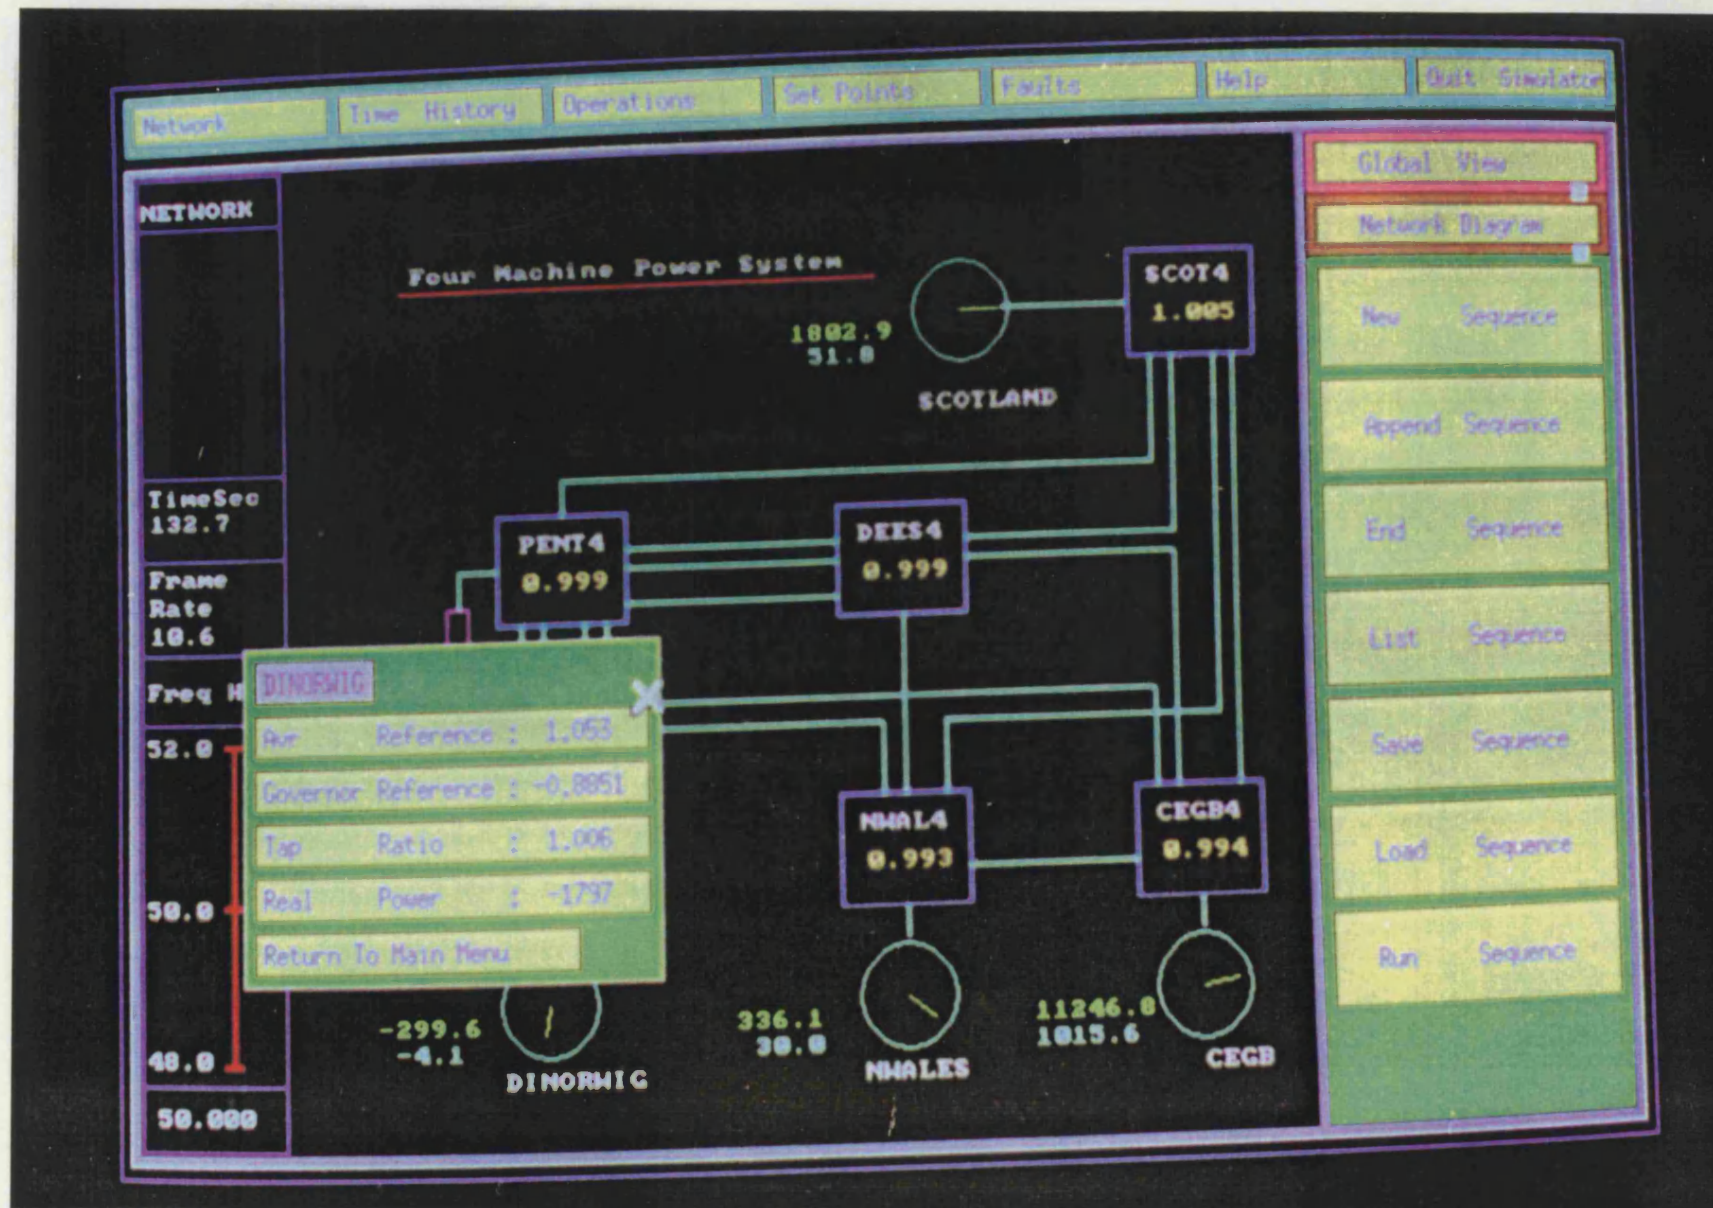 Network
Time History
Operations
Set Points
Faults
Help
Quit Simulator
NETWORK
TimeSec
132.7
Frame
Rate
10.6
Freq H
52.0
50.0
48.0
50.000
Four Machine Power System
1802.9
51.8
SCOTLAND
SCOT4
1.005
PENT4
0.999
DEES4
0.999
NWAL4
0.993
CEGB4
0.994
DINORWIG
Avr Reference : 1.053
Governor Reference : -0.8851
Tap Ratio : 1.006
Real Power : -1797
Return To Main Menu
-299.6
-4.1
DINORWIG
336.1
30.0
NWALES
11246.8
1015.6
CEGB
Global View
Network Diagram
New Sequence
Append Sequence
End Sequence
List Sequence
Save Sequence
Load Sequence
Run Sequence